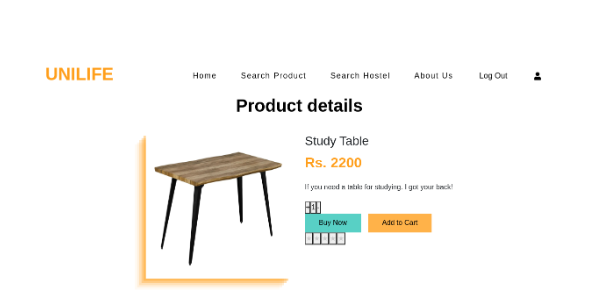 UNILIFE
Home Search Product Search Hostel About Us Log Out
Product details
Study Table
Rs. 2200
If you need a table for studying. I got your back!
Buy Now Add to Cart